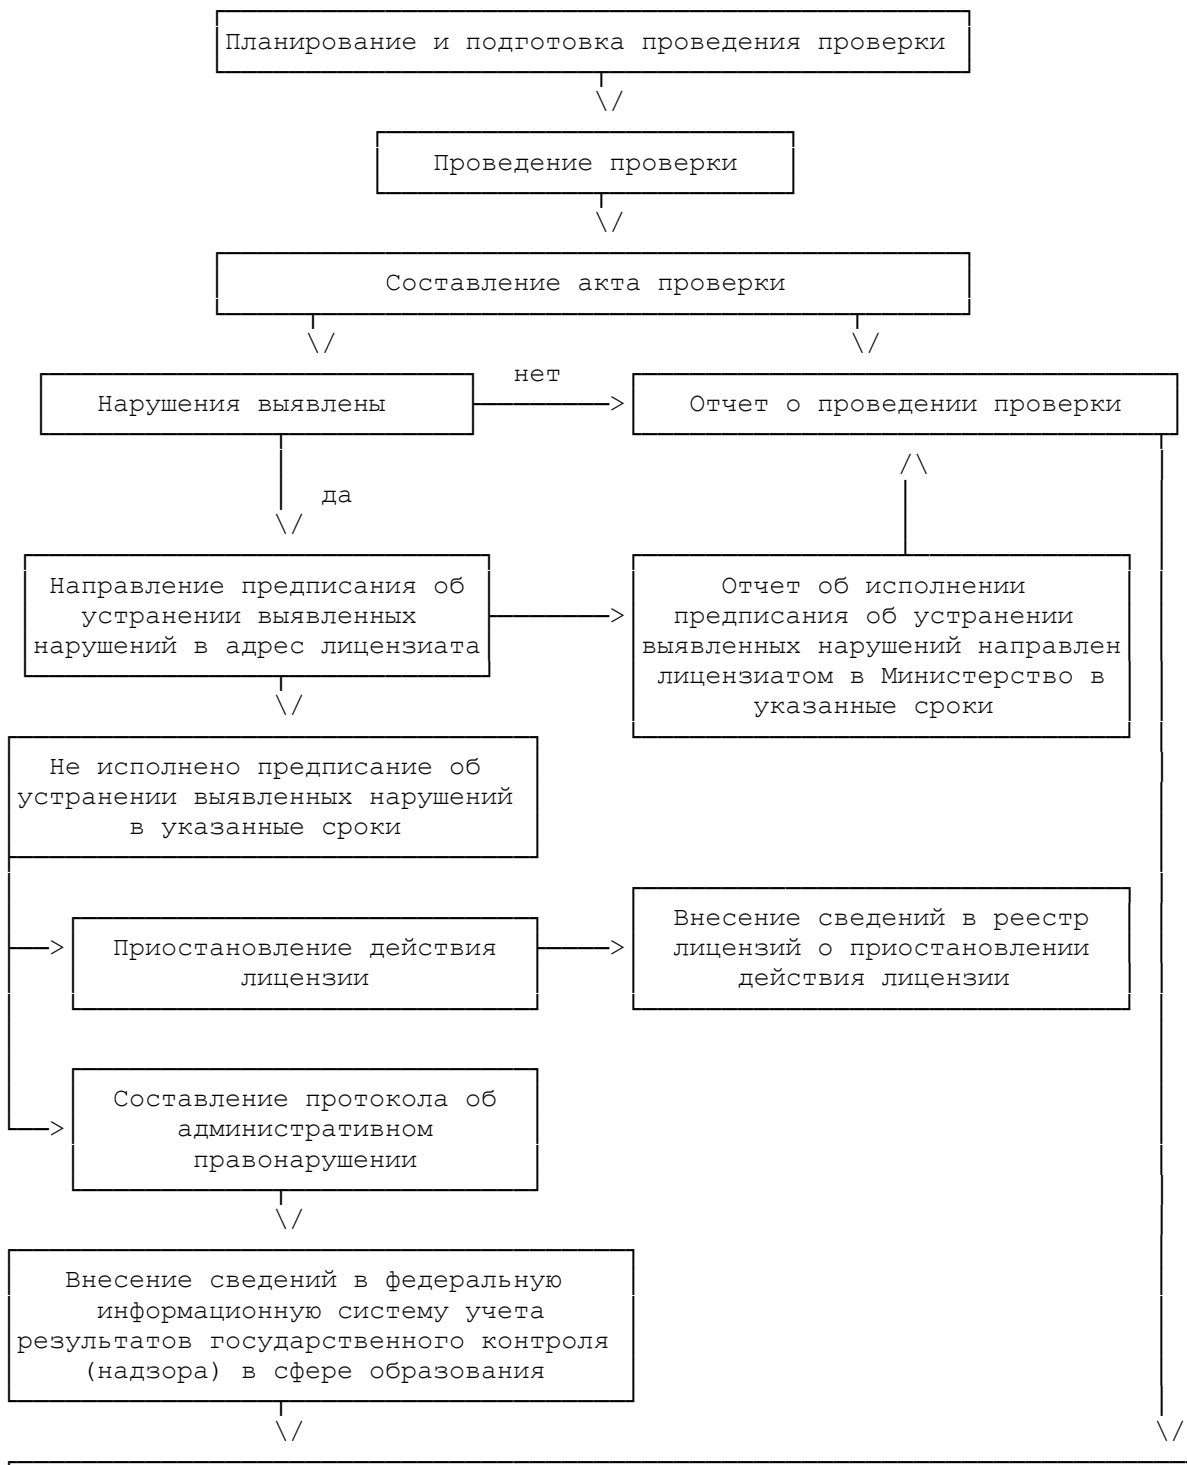 Планирование и подготовка проведения проверки
Проведение проверки
Составление акта проверки
нет
Нарушения выявлены
Отчет о проведении проверки
да
Направление предписания об
устранении выявленных
нарушений в адрес лицензиата
Отчет об исполнении
предписания об устранении
выявленных нарушений направлен
лицензиатом в Министерство в
указанные сроки
Не исполнено предписание об
устранении выявленных нарушений
в указанные сроки
Приостановление действия
лицензии
Внесение сведений в реестр
лицензий о приостановлении
действия лицензии
Составление протокола об
административном
правонарушении
Внесение сведений в федеральную
информационную систему учета
результатов государственного контроля
(надзора) в сфере образования